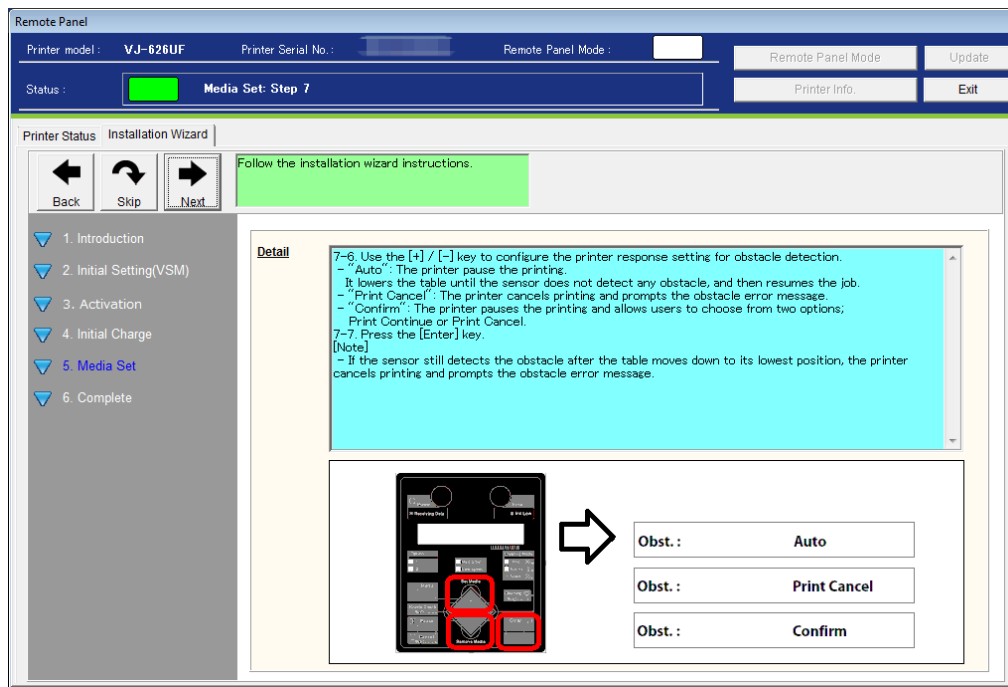 Remote Panel
Printer model : VJ-626UF Printer Serial No. : Remote Panel Mode :
Remote Panel Mode Update
Status : Media Set: Step 7
Printer Info. Exit
Printer Status Installation Wizard
Back Skip Next
Follow the installation wizard instructions.
1. Introduction
2. Initial Setting(VSM)
3. Activation
4. Initial Charge
5. Media Set
6. Complete
Detail
7-6. Use the [+] / [-] key to configure the printer response setting for obstacle detection.
- "Auto": The printer pause the printing.
It lowers the table until the sensor does not detect any obstacle, and then resumes the job.
- "Print Cancel": The printer cancels printing and prompts the obstacle error message.
- "Confirm": The printer pauses the printing and allows users to choose from two options;
Print Continue or Print Cancel.
7-7. Press the [Enter] key.
[Note]
- If the sensor still detects the obstacle after the table moves down to its lowest position, the printer
cancels printing and prompts the obstacle error message.
Obst. : Auto
Obst. : Print Cancel
Obst. : Confirm